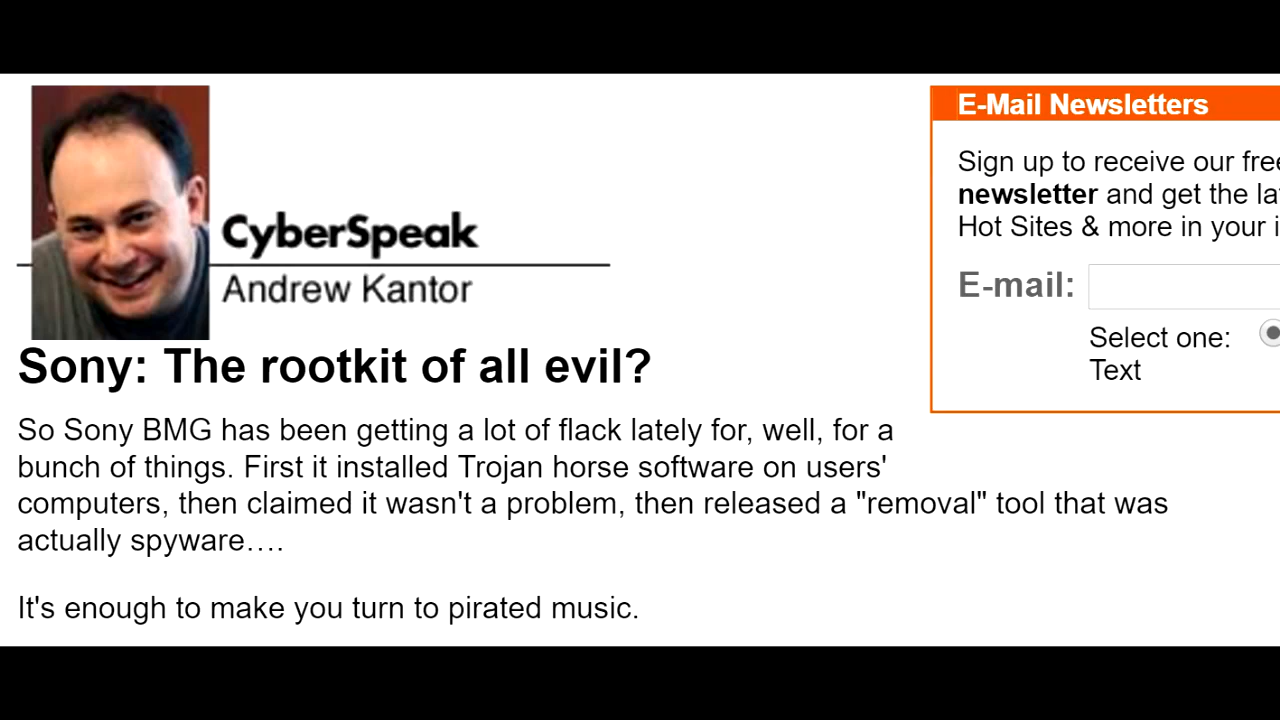 CyberSpeak
Andrew Kantor
Sony: The rootkit of all evil?
So Sony BMG has been getting a lot of flack lately for, well, for a
bunch of things. First it installed Trojan horse software on users'
computers, then claimed it wasn't a problem, then released a "removal" tool that was
actually spyware….
It's enough to make you turn to pirated music.
E-Mail Newsletters
Sign up to receive our free
newsletter and get the
Hot Sites & more in your
E-mail:
Select one:
Text